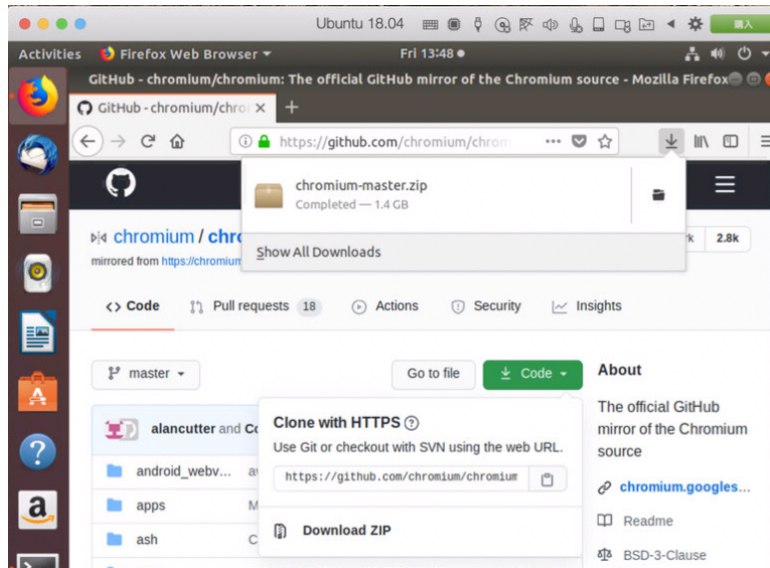 Ubuntu 18.04
購入
Activities Firefox Web Browser Fri 13:48
GitHub - chromium/chromium: The official GitHub mirror of the Chromium source - Mozilla Firefox
GitHub - chromium/chro
https://github.com/chromium/chrom
chromium-master.zip
Completed — 1.4 GB
Show All Downloads
chromium / chro
2.8k
mirrored from https://chromium
Code Pull requests 18 Actions Security Insights
master Go to file Code
About
The official GitHub
mirror of the Chromium
source
chromium.googles...
Readme
BSD-3-Clause
alancutter and Co
android_webv...
apps M
ash C
Clone with HTTPS
Use Git or checkout with SVN using the web URL.
https://github.com/chromium/chromium
Download ZIP